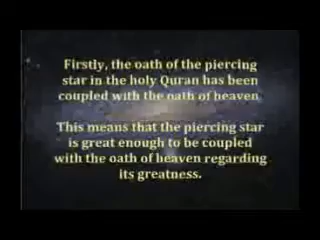 Firstly, the oath of the piercing
star in the holy Quran has been
coupled with the oath of heaven
This means that the piercing star
is great enough to be coupled
with the oath of heaven regarding
its greatness.